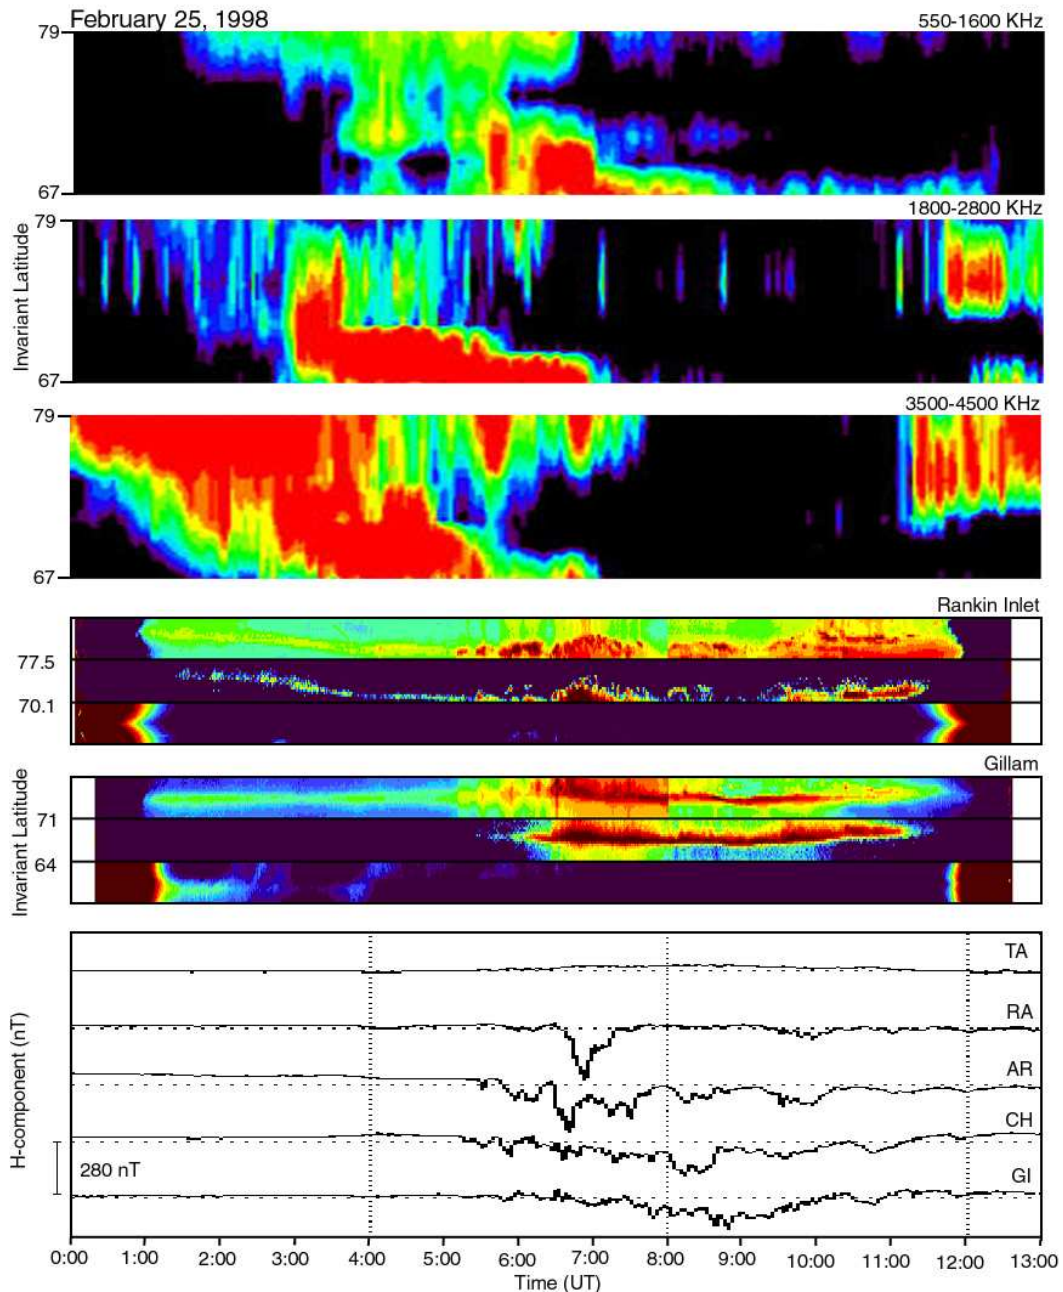 February 25, 1998
550-1600 KHz
79
67
1800-2800 KHz
79
Invariant Latitude
67
3500-4500 KHz
79
67
Rankin Inlet
77.5
70.1
Gillam
Invariant Latitude
71
64
H-component (nT)
TA
RA
AR
CH
GI
280 nT
0:00 1:00 2:00 3:00 4:00 5:00 6:00 7:00 8:00 9:00 10:00 11:00 12:00 13:00
Time (UT)